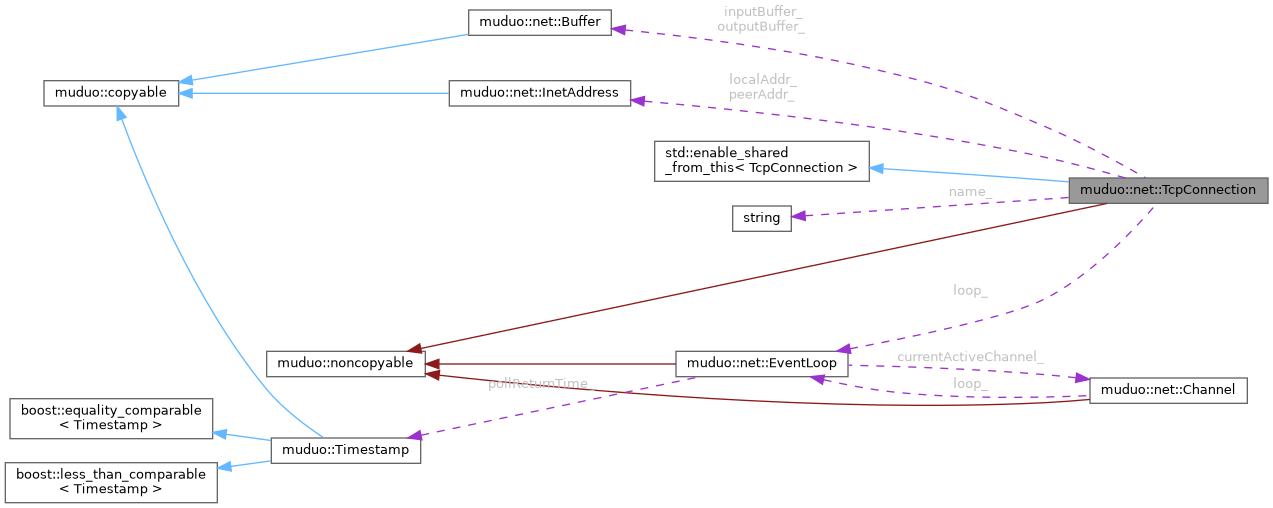 inputBuffer_
outputBuffer_
muduo::net::Buffer
localAddr_
peerAddr_
muduo::copyable
muduo::net::InetAddress
std::enable_shared
_from_this< TcpConnection >
muduo::net::TcpConnection
name_
string
loop_
muduo::noncopyable
muduo::net::EventLoop
currentActiveChannel_
pollReturnTime_
loop_
muduo::net::Channel
boost::equality_comparable
< Timestamp >
muduo::Timestamp
boost::less_than_comparable
< Timestamp >